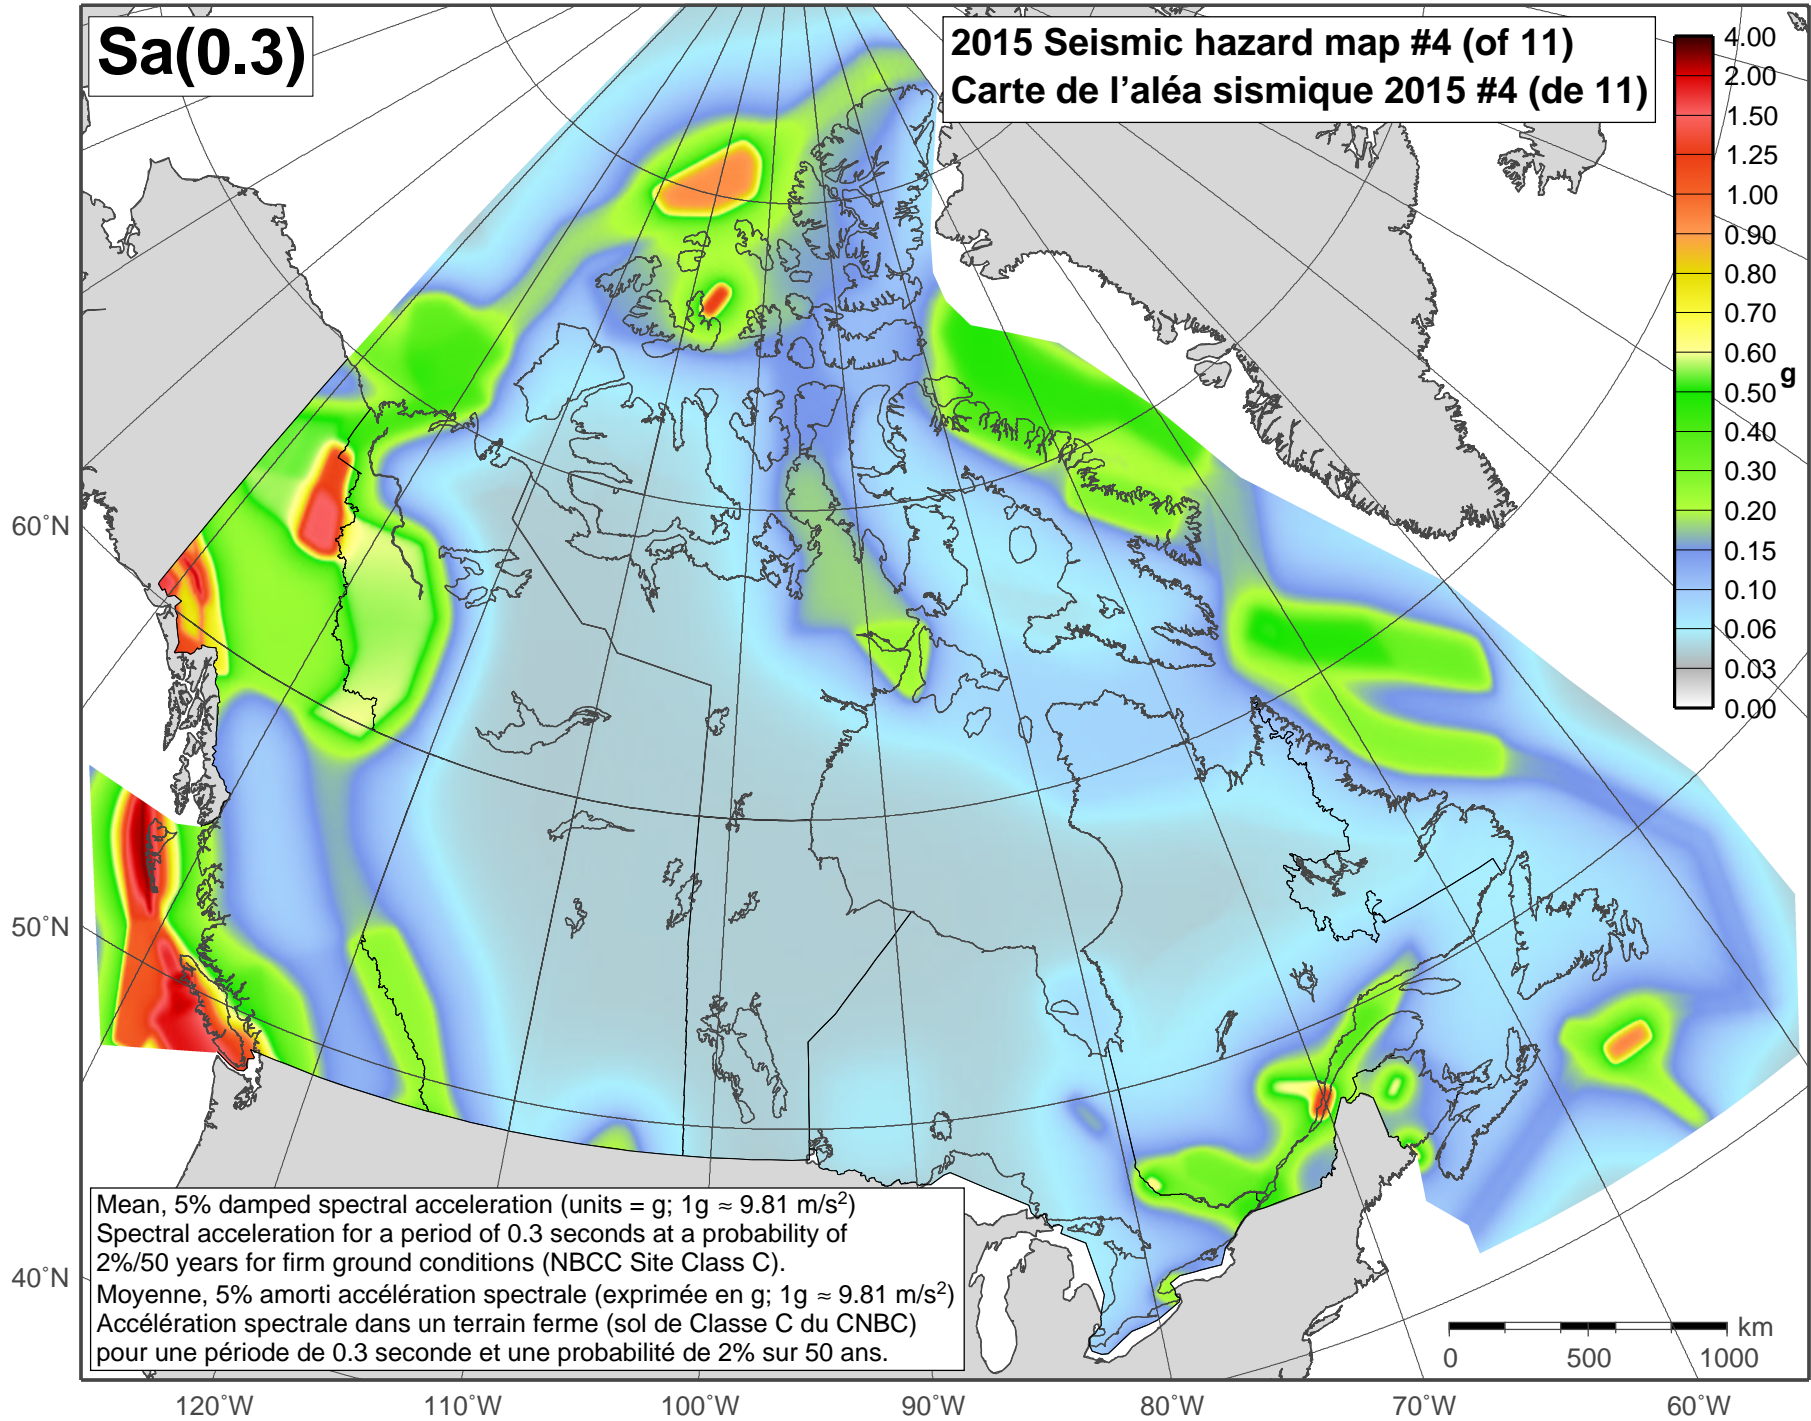 Sa(0.3)
2015 Seismic hazard map #4 (of 11)
Carte de l'aléa sismique 2015 #4 (de 11)
4.00
2.00
1.50
1.25
1.00
0.90
0.80
0.70
0.60
g
0.50
0.40
0.30
0.20
0.15
0.10
0.06
0.03
0.00
60°N
50°N
40°N
Mean, 5% damped spectral acceleration (units = g; 1g ≈ 9.81 m/s²)
Spectral acceleration for a period of 0.3 seconds at a probability of
2%/50 years for firm ground conditions (NBCC Site Class C).
Moyenne, 5% amorti accélération spectrale (exprimée en g; 1g ≈ 9.81 m/s²)
Accélération spectrale dans un terrain ferme (sol de Classe C du CNBC)
pour une période de 0.3 seconde et une probabilité de 2% sur 50 ans.
km
0 500 1000
120°W 110°W 100°W 90°W 80°W 70°W 60°W